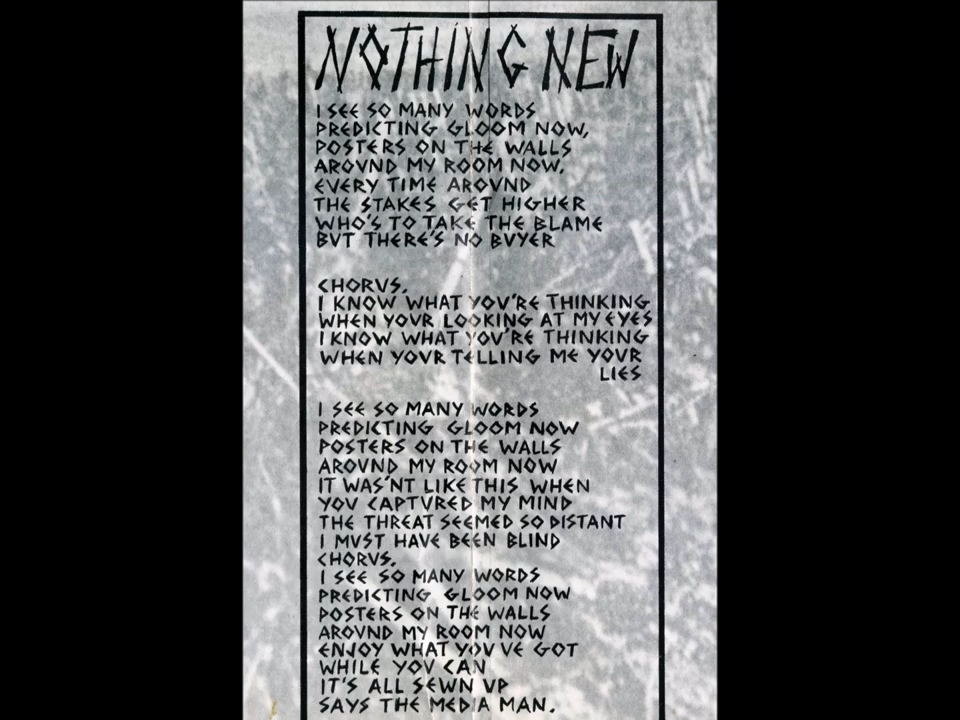 NOTHING NEW
I SEE SO MANY WORDS
PREDICTING GLOOM NOW,
POSTERS ON THE WALLS
AROVND MY ROOM NOW.
EVERY TIME AROVND
THE STAKES GET HIGHER
WHO'S TO TAKE THE BLAME
BVT THERE'S NO BVYER
CHORVS.
I KNOW WHAT YOV'RE THINKING
WHEN YOVR LOOKING AT MY EYES
I KNOW WHAT YOV'RE THINKING
WHEN YOVR TELLING ME YOVR
LIES
I SEE SO MANY WORDS
PREDICTING GLOOM NOW
POSTERS ON THE WALLS
AROVND MY ROOM NOW
IT WAS'NT LIKE THIS WHEN
YOV CAPTVRED MY MIND
THE THREAT SEEMED SO DISTANT
I MVST HAVE BEEN BLIND
CHORVS.
I SEE SO MANY WORDS
PREDICTING GLOOM NOW
POSTERS ON THE WALLS
AROVND MY ROOM NOW
ENJOY WHAT YOV VE GOT
WHILE YOV CAN
IT'S ALL SEWN VP
SAYS THE MEDIA MAN.